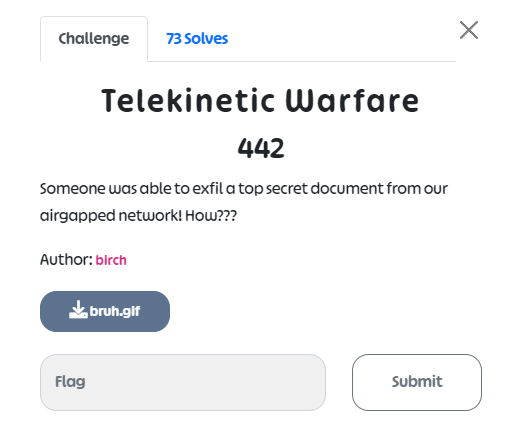 Challenge
73 Solves
Telekinetic Warfare
442
Someone was able to exfil a top secret document from our
airgapped network! How???
Author: birch
bruh.gif
Flag
Submit